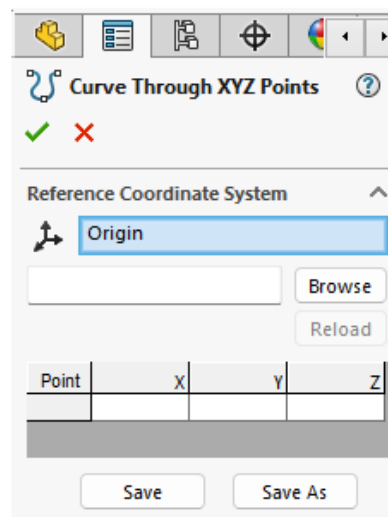 Curve Through XYZ Points ?
Reference Coordinate System
Origin
Browse
Reload
Point X Y Z
Save Save As